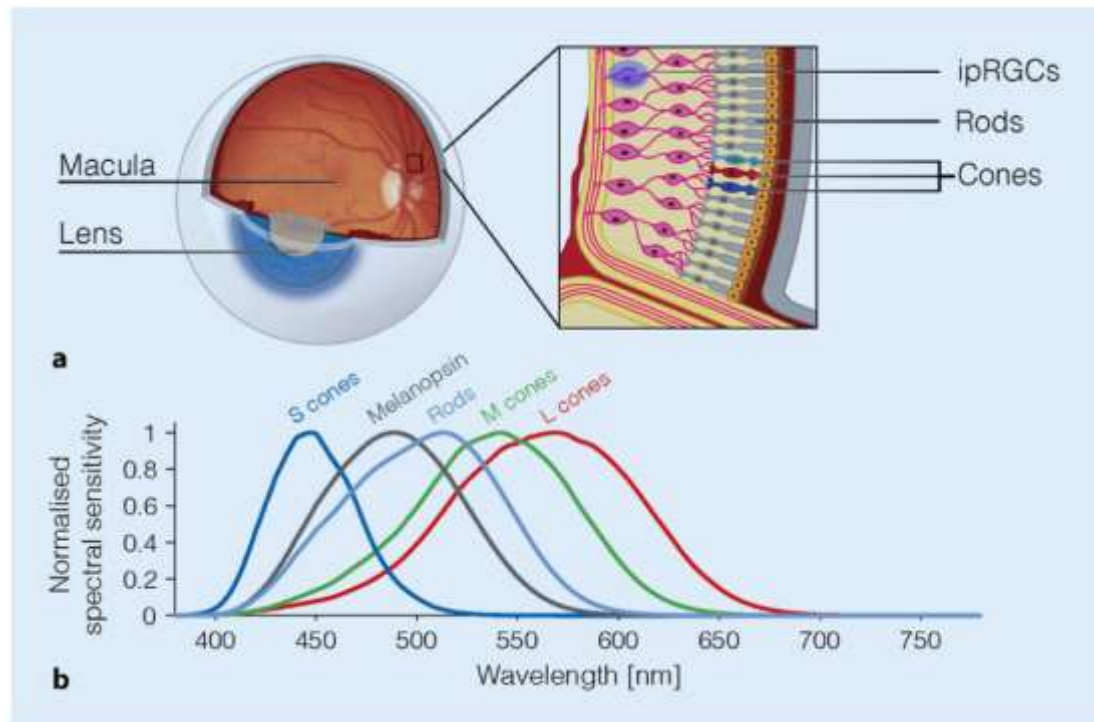 Macula
Lens
ipRGCs
Rods
Cones
a
S cones
Melanopsin
Rods
M cones
L cones
Normalised
spectral sensitivity
1
0.8
0.6
0.4
0.2
0
400 450 500 550 600 650 700 750
Wavelength [nm]
b